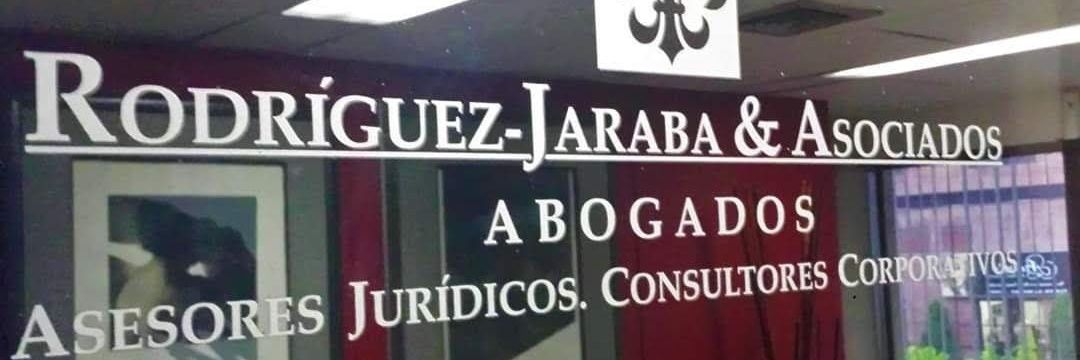 RODRÍGUEZ-JARABA & ASOCIADOS
ABOGADOS
ASESORES JURÍDICOS. CONSULTORES CORPORATIVOS